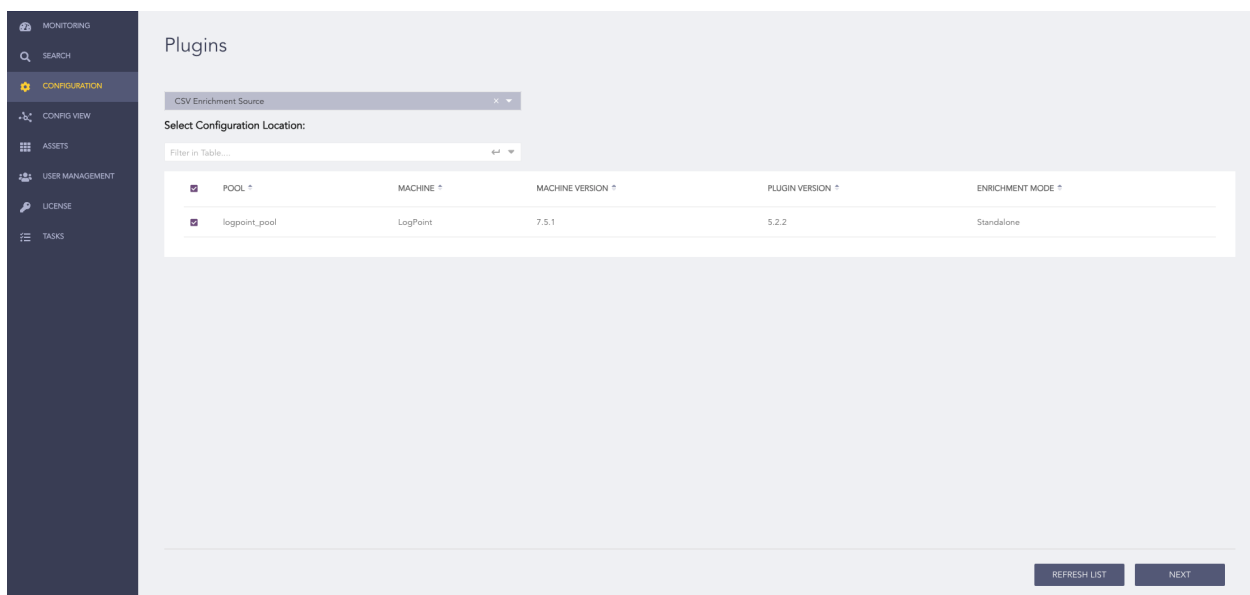 MONITORING
SEARCH
CONFIGURATION
CONFIG VIEW
ASSETS
USER MANAGEMENT
LICENSE
TASKS
Plugins
CSV Enrichment Source
Select Configuration Location:
Filter in Table....
POOL MACHINE MACHINE VERSION PLUGIN VERSION ENRICHMENT MODE
logpoint_pool LogPoint 7.5.1 5.2.2 Standalone
REFRESH LIST NEXT